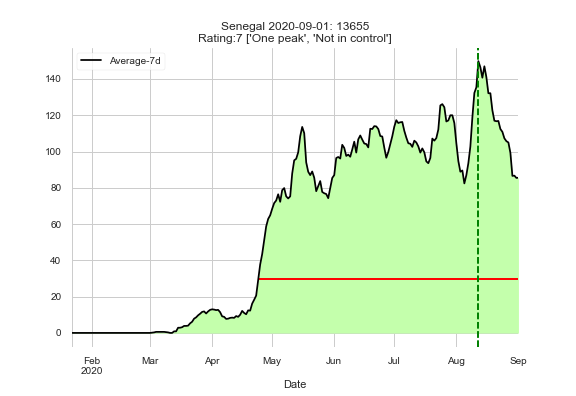 Senegal 2020-09-01: 13655
Rating:7 ['One peak', 'Not in control']
Average-7d
140
120
100
80
60
40
20
0
Feb Mar Apr May Jun Jul Aug Sep
2020
Date